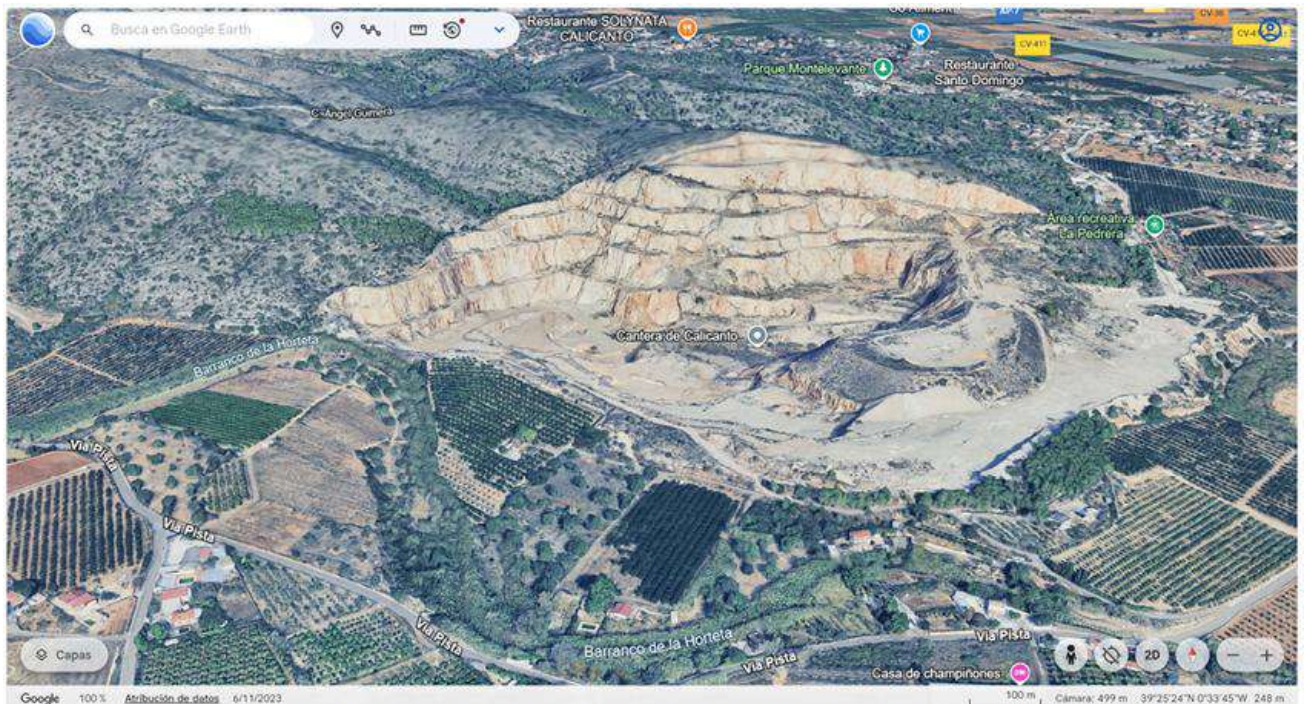 Busca en Google Earth
Restaurante SOLYNATA
CALICANTO
CV-411
Parque Montelevante
Restaurante
Santo Domingo
C. Angel Guimerá
Área recreativa
La Pedrera
Cantera de Calicanto
Barranco de la Horteta
Via Pista
Via Pista
Via Pista
Barranco de la Horteta
Via Pista
Via Pista
Casa de champiñones
Capas
2D
Google 100 % Atribución de datos 6/11/2023 100 m Cámara: 499 m 39°25'24"N 0°33'45"W 248 m